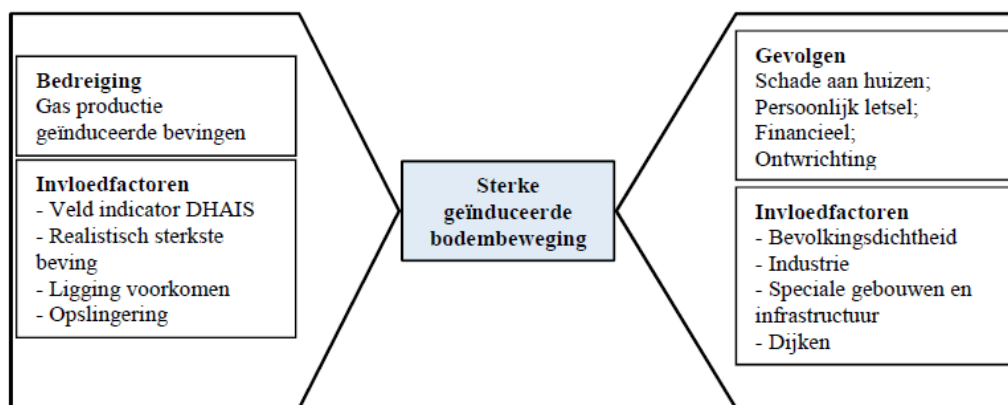 Bedreiging
Gas productie
geïnduceerde bevingen
Invloedfactoren
- Veld indicator DHAIS
- Realistisch sterkste
beving
- Ligging voorkomen
- Opslingering
Sterke
geïnduceerde
bodembeweging
Gevolgen
Schade aan huizen;
Persoonlijk letsel;
Financieel;
Ontwrichting
Invloedfactoren
- Bevolkingsdichtheid
- Industrie
- Speciale gebouwen en
infrastructuur
- Dijken